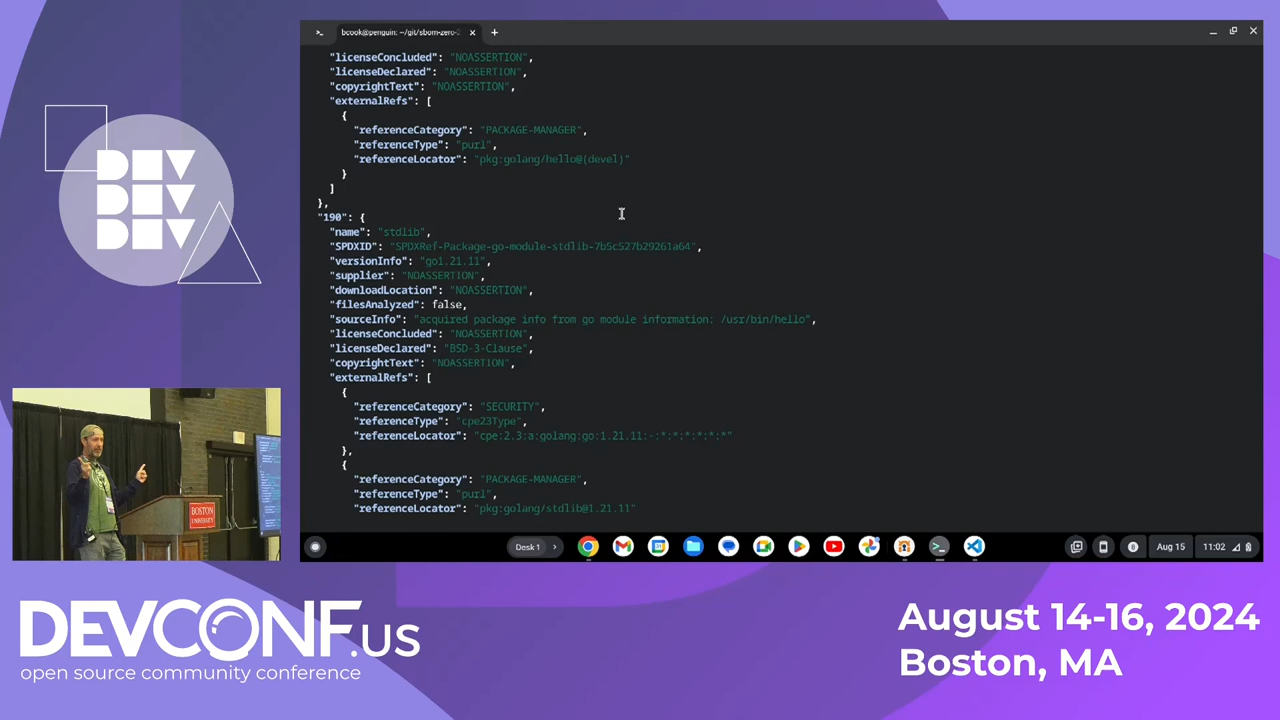 DEV
DEV
DEV
bcook@penguin: ~/git/sbom-zero-
"licenseConcluded": "NOASSERTION",
"licenseDeclared": "NOASSERTION",
"copyrightText": "NOASSERTION",
"externalRefs": [
{
"referenceCategory": "PACKAGE-MANAGER",
"referenceType": "purl",
"referenceLocator": "pkg:golang/hello@(devel)"
}
]
},
"190": {
"name": "stdlib",
"SPDXID": "SPDXRef-Package-go-module-stdlib-7b5c527b29261a64",
"versionInfo": "go1.21.11",
"supplier": "NOASSERTION",
"downloadLocation": "NOASSERTION",
"filesAnalyzed": false,
"sourceInfo": "acquired package info from go module information: /usr/bin/hello",
"licenseConcluded": "NOASSERTION",
"licenseDeclared": "BSD-3-Clause",
"copyrightText": "NOASSERTION",
"externalRefs": [
{
"referenceCategory": "SECURITY",
"referenceType": "cpe23Type",
"referenceLocator": "cpe:2.3:a:golang:go:1.21.11:-:*:*:*:*:*:*"
},
{
"referenceCategory": "PACKAGE-MANAGER",
"referenceType": "purl",
"referenceLocator": "pkg:golang/stdlib@1.21.11"
Desk 1
Aug 15
11:02
BOSTON
UNIVERSITY
DEVCONF.US
open source community conference
August 14-16, 2024
Boston, MA